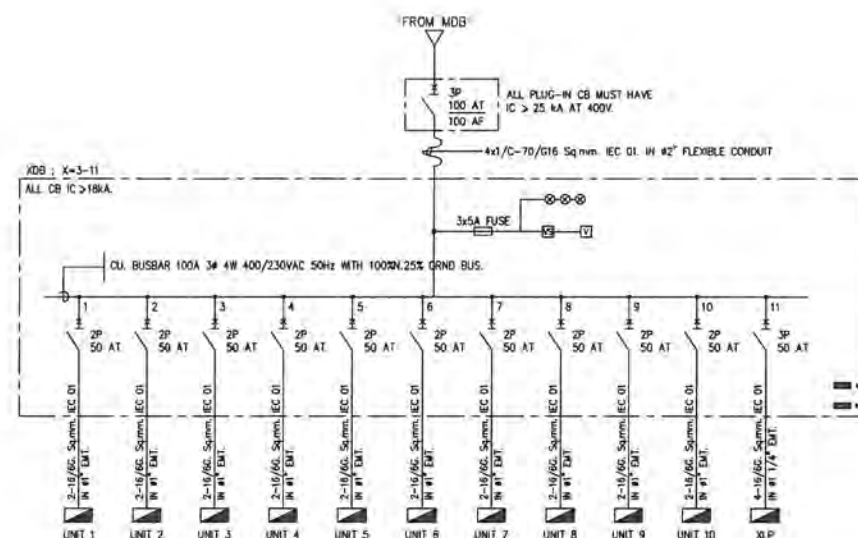 FROM MDB
3P
100 AT
100 AF
ALL PLUG-IN CB MUST HAVE
IC > 25 kA AT 400V.
4x1/C-70/G16 Sq.mm. IEC 01. IN ø2" FLEXIBLE CONDUIT
XDB : X=3-11
ALL CB IC >18kA.
3x5A FUSE
VS
V
CU. BUSBAR 100A 3ø 4W 400/230VAC 50Hz WITH 100%N,25% GRND BUS.
1 2 3 4 5 6 7 8 9 10 11
2P 2P 2P 2P 2P 2P 2P 2P 2P 2P 3P
50 AT. 50 AT. 50 AT. 50 AT. 50 AT. 50 AT. 50 AT. 50 AT. 50 AT. 50 AT. 50 AT.
2-16/6G. Sq.mm. IEC 01
IN ø1" EMT.
2-16/6G. Sq.mm. IEC 01
IN ø1" EMT.
2-16/6G. Sq.mm. IEC 01
IN ø1" EMT.
2-16/6G. Sq.mm. IEC 01
IN ø1" EMT.
2-16/6G. Sq.mm. IEC 01
IN ø1" EMT.
2-16/6G. Sq.mm. IEC 01
IN ø1" EMT.
2-16/6G. Sq.mm. IEC 01
IN ø1" EMT.
2-16/6G. Sq.mm. IEC 01
IN ø1" EMT.
2-16/6G. Sq.mm. IEC 01
IN ø1" EMT.
2-16/6G. Sq.mm. IEC 01
IN ø1" EMT.
4-16/6G. Sq.mm. IEC 01
IN ø1 1/4" EMT.
UNIT 1 UNIT 2 UNIT 3 UNIT 4 UNIT 5 UNIT 6 UNIT 7 UNIT 8 UNIT 9 UNIT 10 XLP